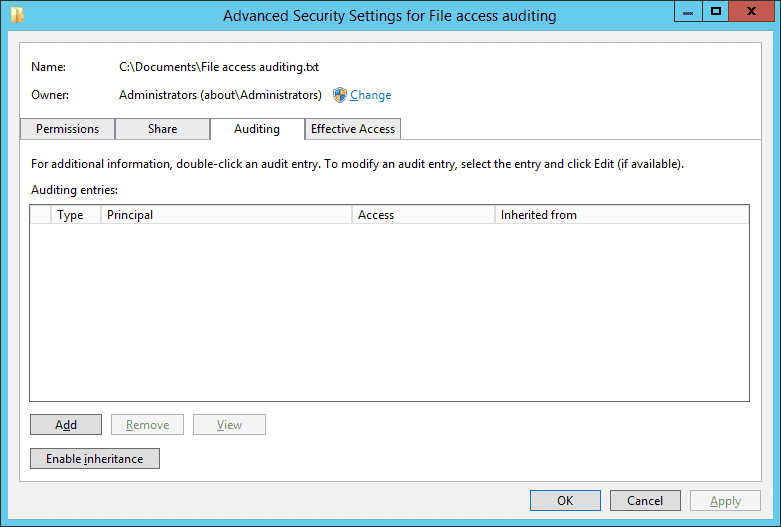 Advanced Security Settings for File access auditing
Name: C:\Documents\File access auditing.txt
Owner: Administrators (about\Administrators) Change
Permissions Share Auditing Effective Access
For additional information, double-click an audit entry. To modify an audit entry, select the entry and click Edit (if available).
Auditing entries:
Type Principal Access Inherited from
Add Remove View
Enable inheritance
OK Cancel Apply